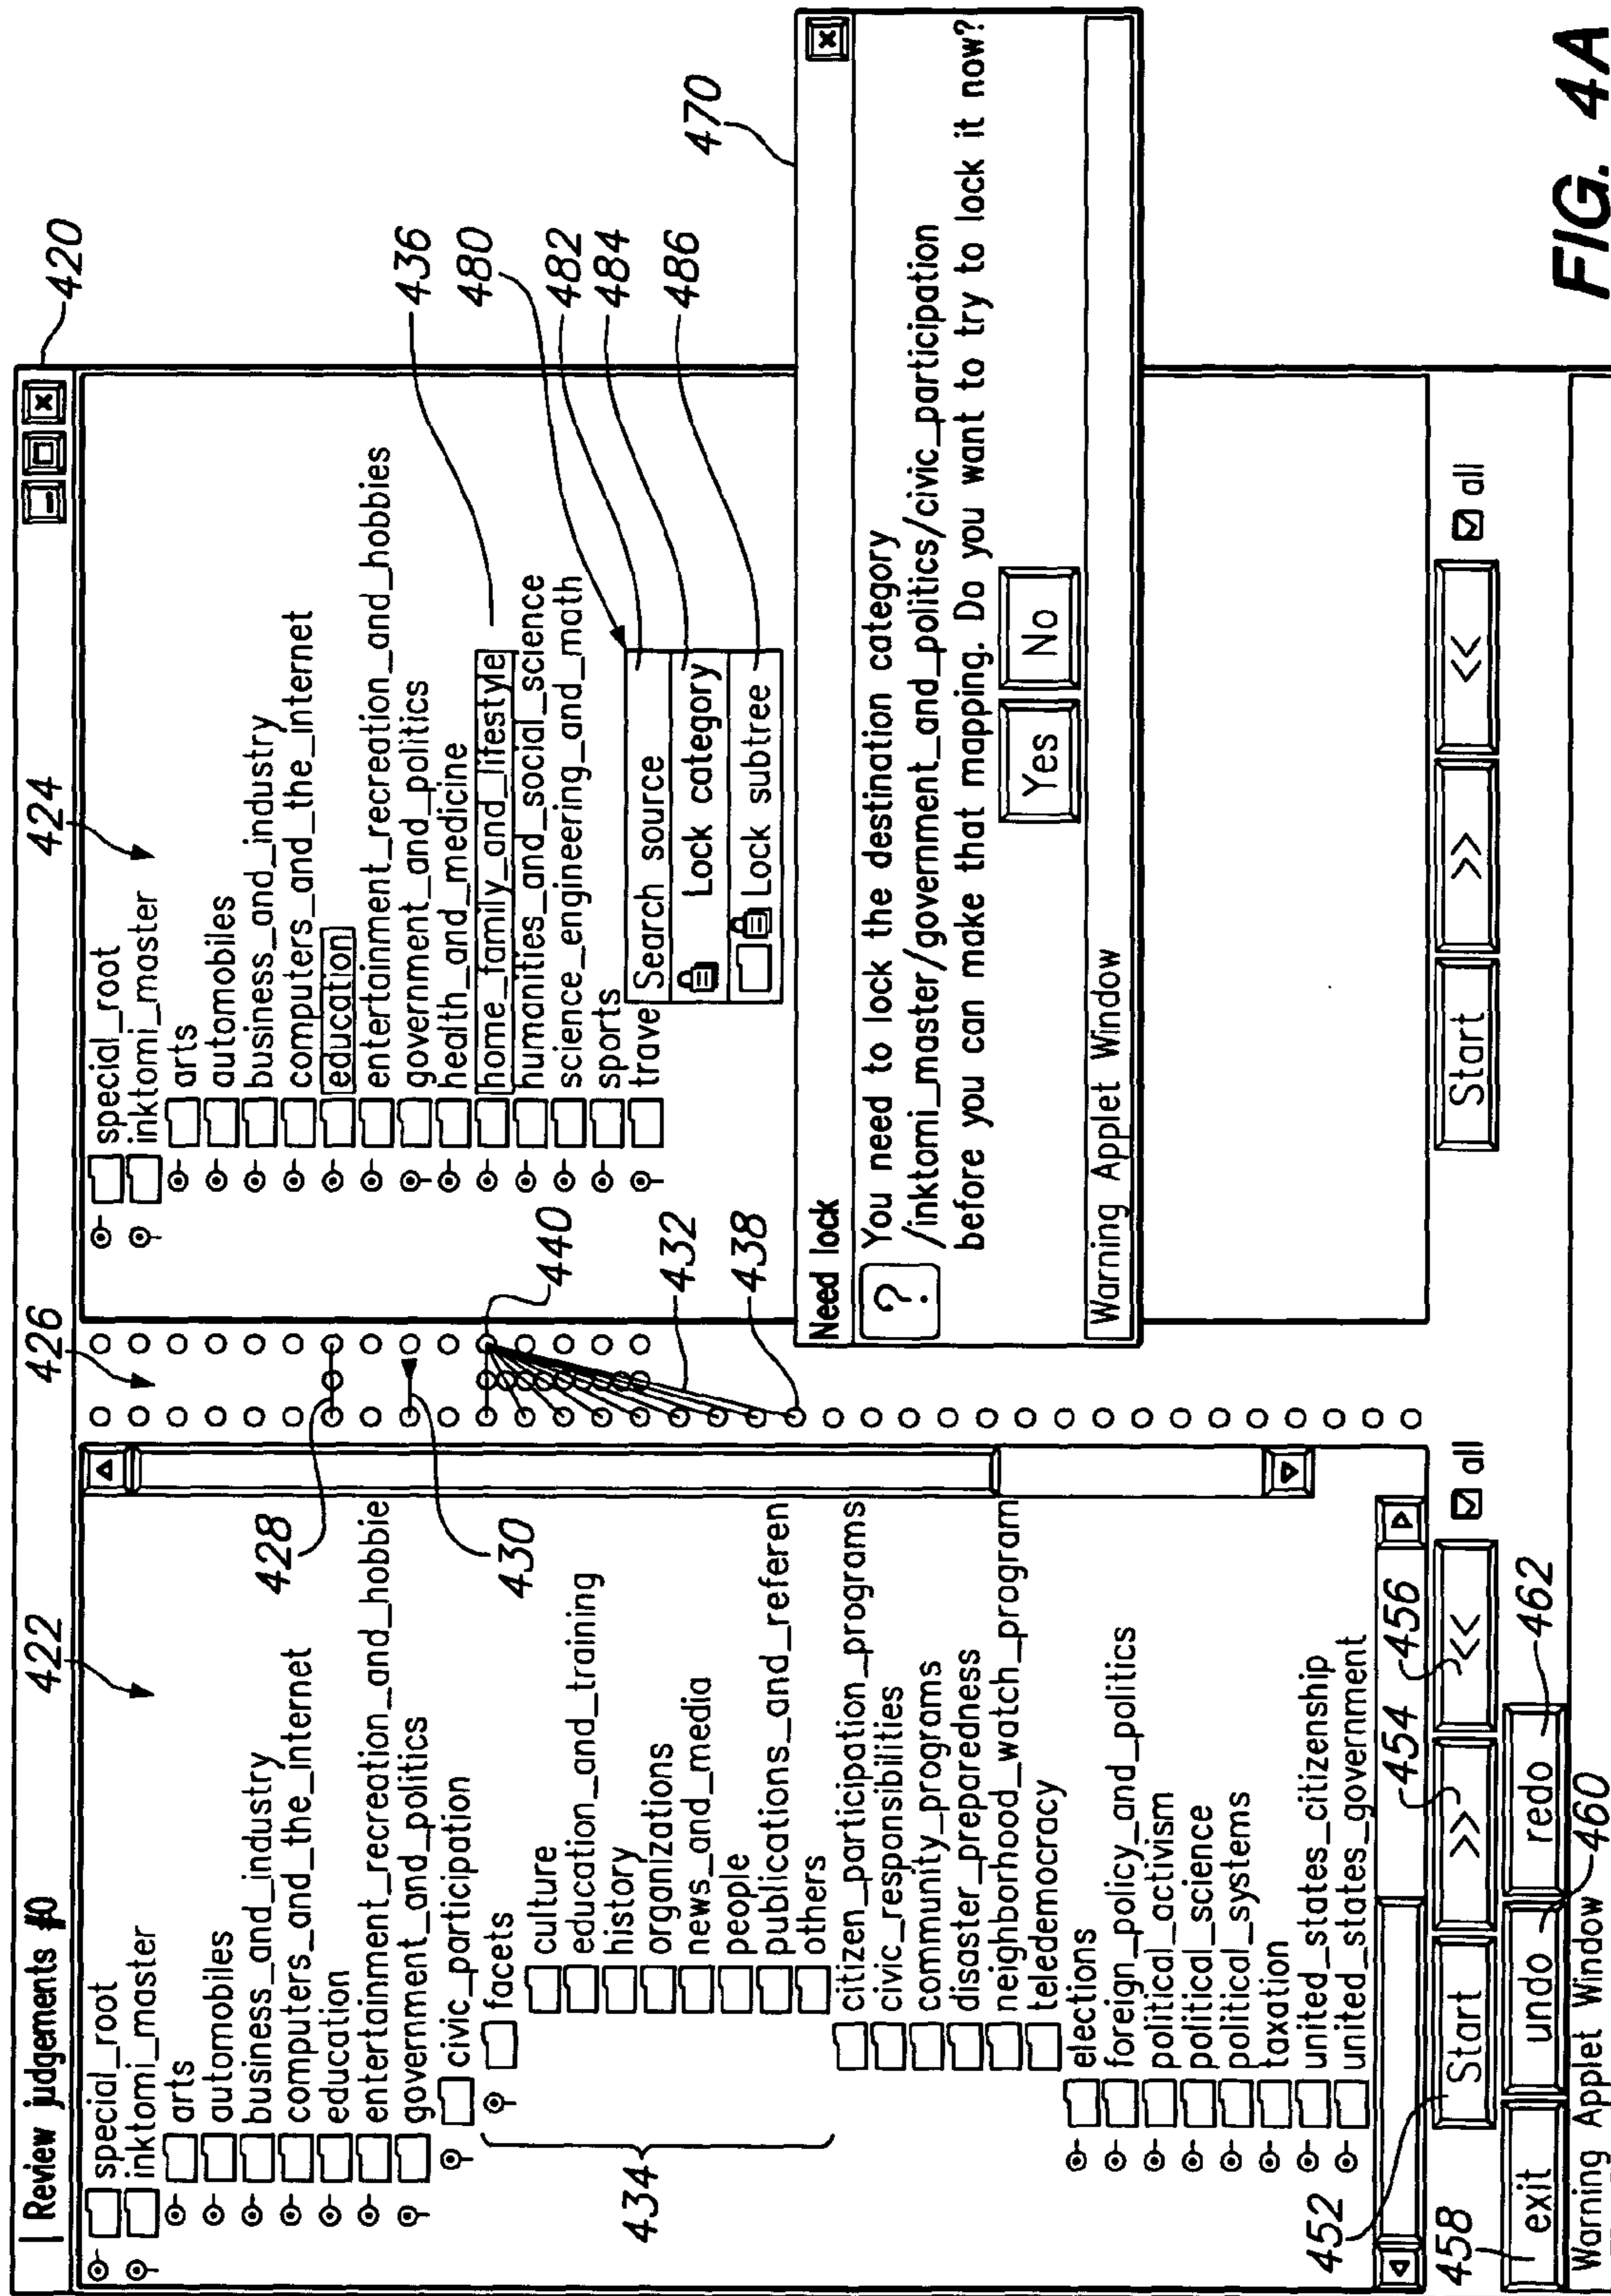 Review judgements #0
420
422
426
424
special_root
inktomi_master
arts
automobiles
business_and_industry
computers_and_the_internet
education
entertainment_recreation_and_hobbie
government_and_politics
civic_participation
facets
culture
education_and_training
history
organizations
news_and_media
people
publications_and_referen
others
citizen_participation_programs
civic_responsibilities
community_programs
disaster_preparedness
neighborhood_watch_program
teledemocracy
elections
foreign_policy_and_politics
political_activism
political_science
political_systems
taxation
united_states_citizenship
united_states_government
434
428
430
440
432
438
special_root
inktomi_master
arts
automobiles
business_and_industry
computers_and_the_internet
education
entertainment_recreation_and_hobbies
government_and_politics
health_and_medicine
home_family_and_lifestyle
humanities_and_social_science
science_engineering_and_math
sports
travel
Search source
Lock category
Lock subtree
436
480
482
484
486
470
Need lock
?
You need to lock the destination category
/inktomi_master/government_and_politics/civic_participation
before you can make that mapping. Do you want to try to lock it now?
Yes No
Warning Applet Window
452
454
456
Start >> << all
Start >> << all
458
exit undo redo
460
462
Warning Applet Window
FIG. 4A